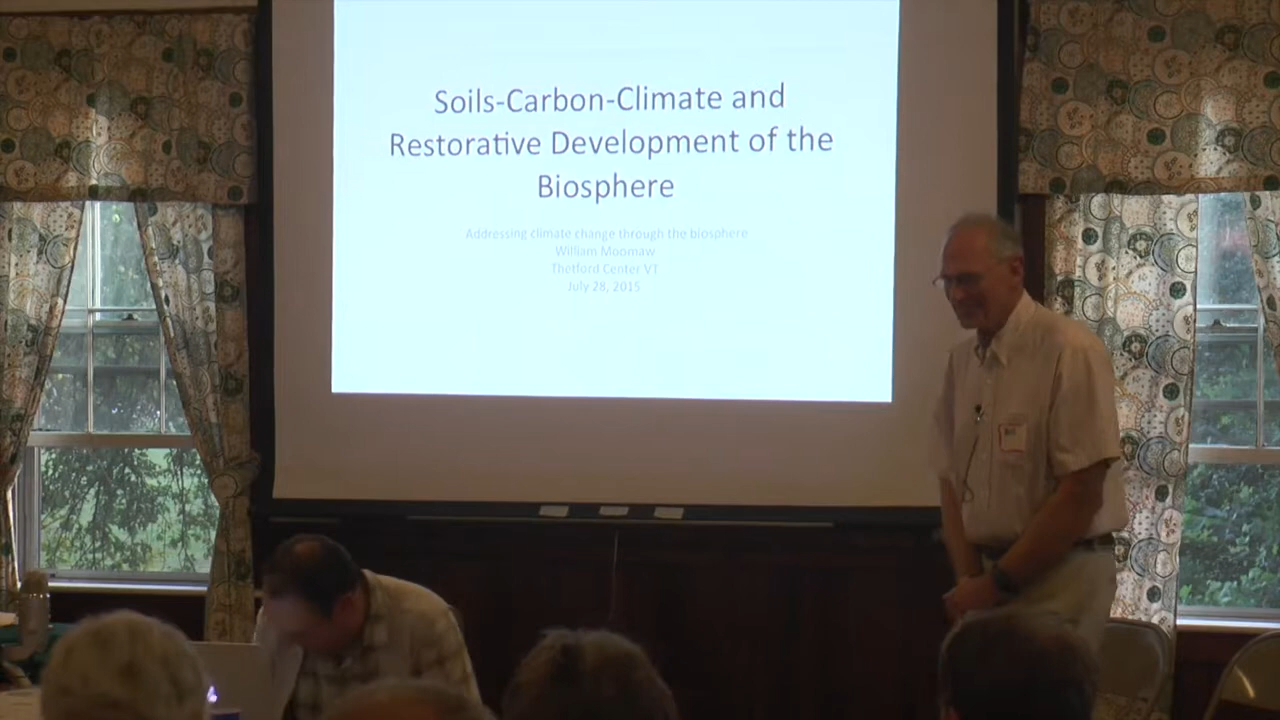 Soils-Carbon-Climate and
Restorative Development of the
Biosphere
Addressing climate change through the biosphere
William Moomaw
Thetford Center VT
July 28, 2015